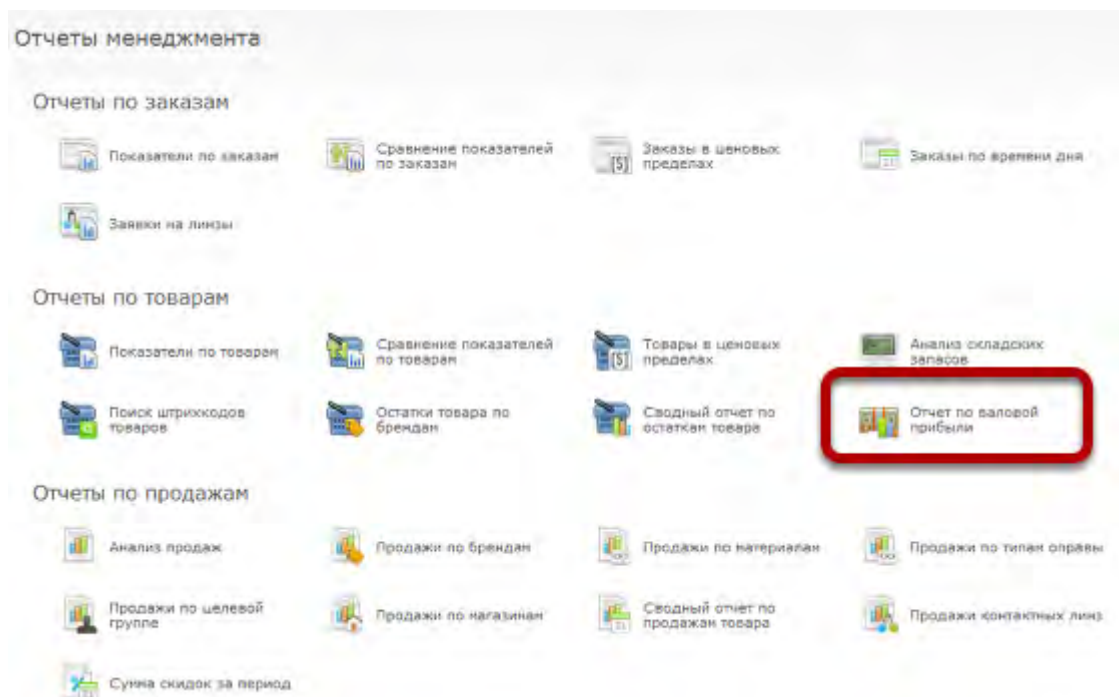 Отчеты менеджмента
Отчеты по заказам
Показатели по заказам
Сравнение показателей
по заказам
Заказы в ценовых
пределах
Заказы по времени дня
Заявки на линзы
Отчеты по товарам
Показатели по товарам
Сравнение показателей
по товарам
Товары в ценовых
пределах
Анализ складских
запасов
Поиск штрихкодов
товаров
Остатки товара по
брендам
Сводный отчет по
остаткам товара
Отчет по валовой
прибыли
Отчеты по продажам
Анализ продаж
Продажи по брендам
Продажи по материалам
Продажи по типам оправы
Продажи по целевой
группе
Продажи по магазинам
Сводный отчет по
продажам товара
Продажи контактных линз
Сумма скидок за период